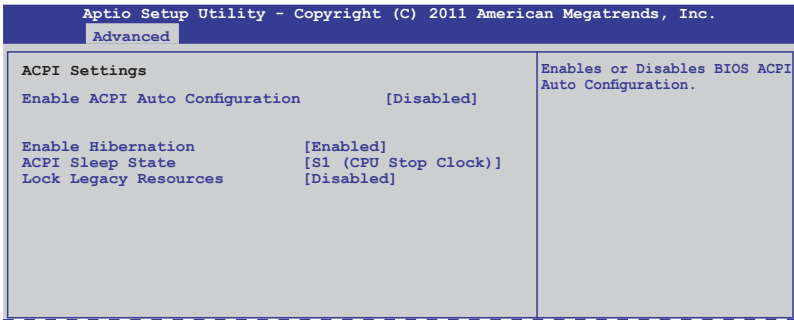 Aptio Setup Utility - Copyright (C) 2011 American Megatrends, Inc.
Advanced
ACPI Settings
Enable ACPI Auto Configuration [Disabled]
Enable Hibernation [Enabled]
ACPI Sleep State [S1 (CPU Stop Clock)]
Lock Legacy Resources [Disabled]
Enables or Disables BIOS ACPI
Auto Configuration.